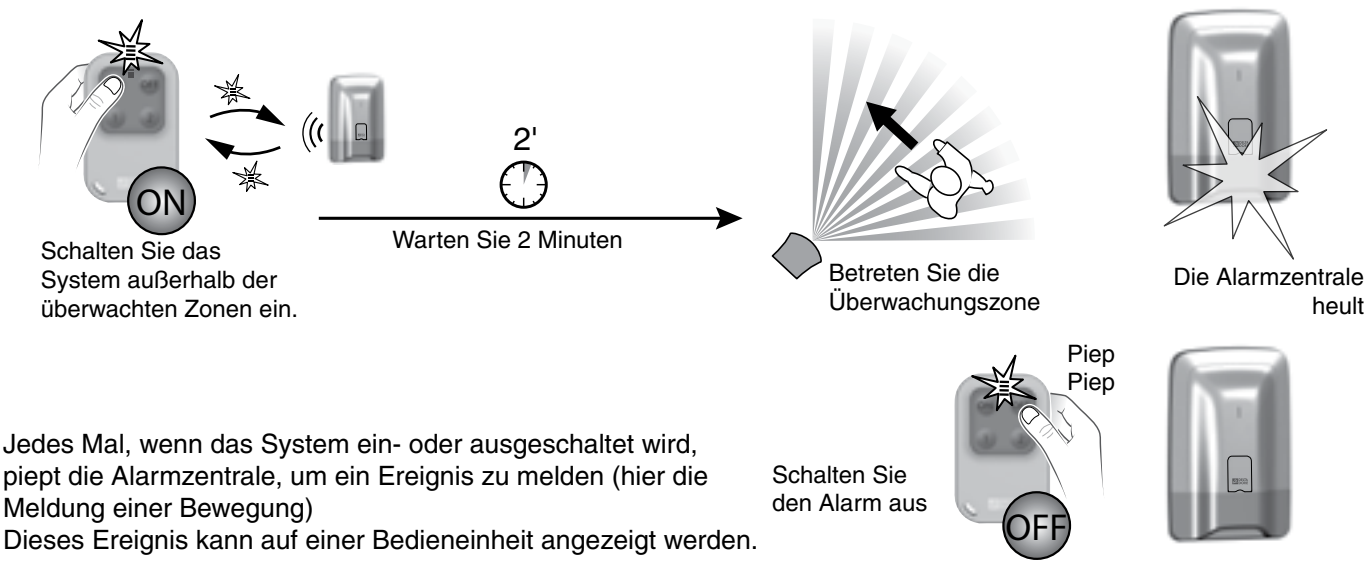 ON
Schalten Sie das
System außerhalb der
überwachten Zonen ein.
2'
Warten Sie 2 Minuten
Betreten Sie die
Überwachungszone
Die Alarmzentrale
heult
Piep
Piep
Schalten Sie
den Alarm aus
OFF
Jedes Mal, wenn das System ein- oder ausgeschaltet wird,
piept die Alarmzentrale, um ein Ereignis zu melden (hier die
Meldung einer Bewegung)
Dieses Ereignis kann auf einer Bedieneinheit angezeigt werden.